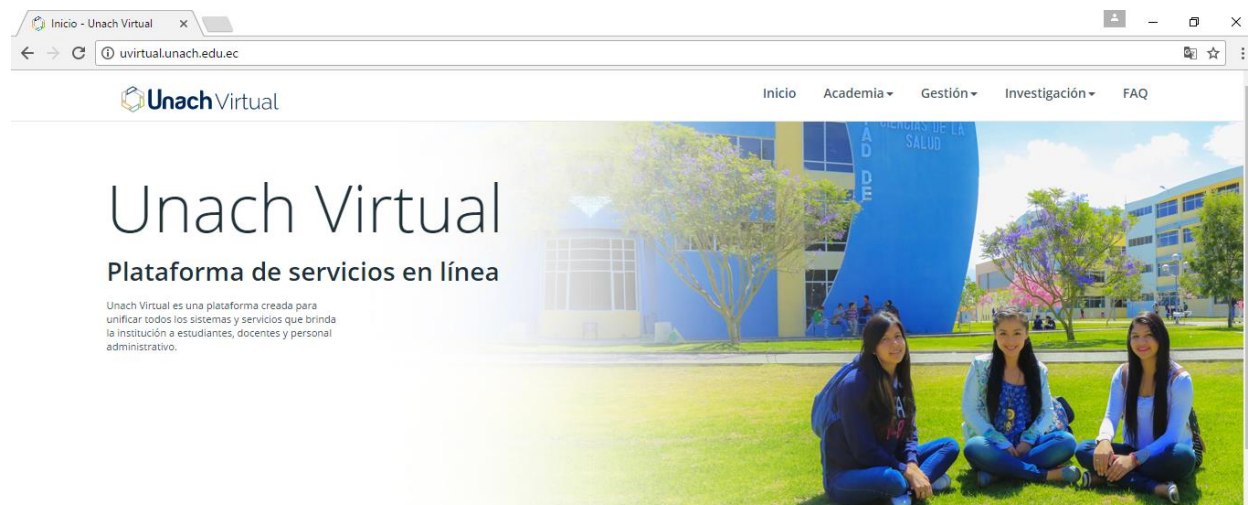 Inicio - Unach Virtual
uvirtual.unach.edu.ec
Unach Virtual
Inicio Academia Gestión Investigación FAQ
CIENCIAS DE LA
SALUD
AD DE
Unach Virtual
Plataforma de servicios en línea
Unach Virtual es una plataforma creada para
unificar todos los sistemas y servicios que brinda
la institución a estudiantes, docentes y personal
administrativo.